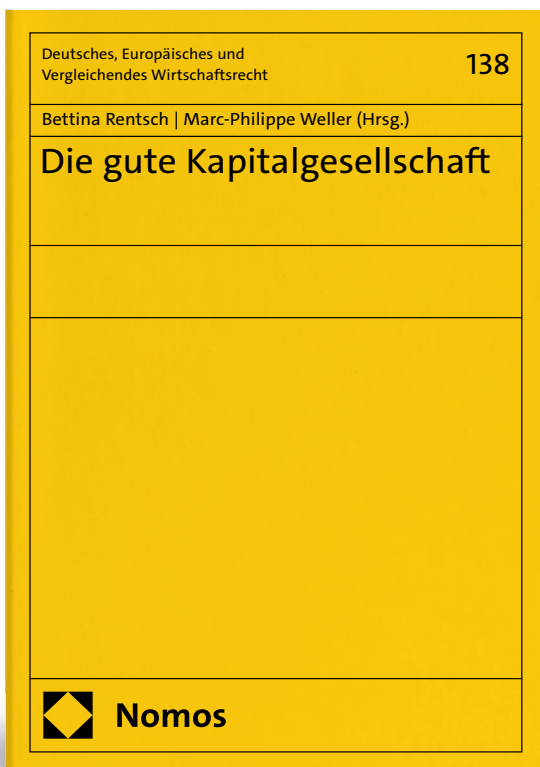 Deutsches, Europäisches und
Vergleichendes Wirtschaftsrecht
138
Bettina Rentsch | Marc-Philippe Weller (Hrsg.)
Die gute Kapitalgesellschaft
Nomos